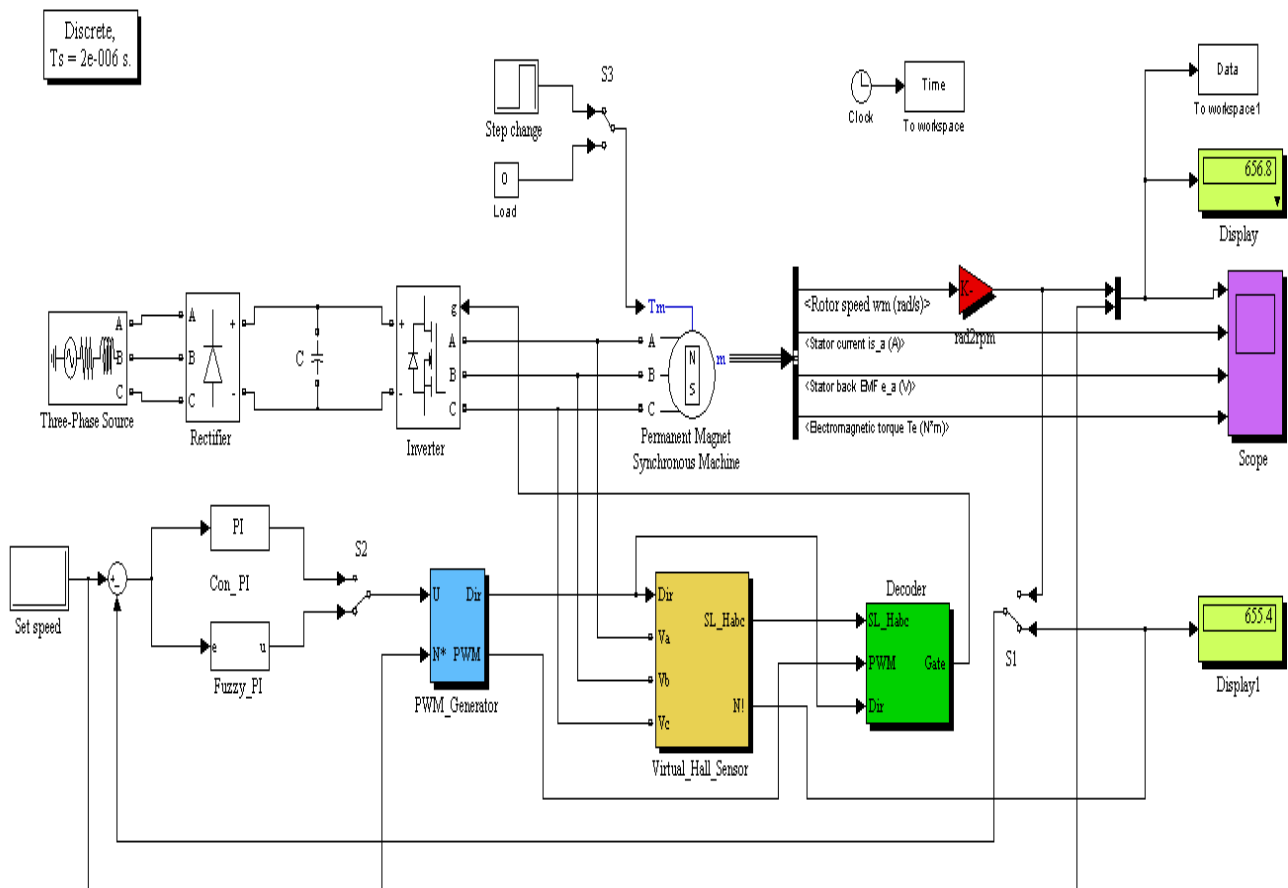 Discrete,
Ts = 2e-006 s.
S3
Step change
0
Load
Clock
Time
To workspace
Data
To workspace1
656.8
Display
A
B
C
Three-Phase Source
A
B
C
+
-
Rectifier
C
+
-
g
A
B
C
Inverter
Tm
A
B
C
N
S
m
Permanent Magnet
Synchronous Machine
<Rotor speed wm (rad/s)>
K-
rad2rpm
<Stator current is_a (A)>
<Stator back EMF e_a (V)>
<Electromagnetic torque Te (N*m)>
Scope
Set speed
+
-
PI
Con_PI
e
u
Fuzzy_PI
S2
U
Dir
N*
PWM
PWM_Generator
Dir
Va
Vb
Vc
SL_Habc
N!
Virtual_Hall_Sensor
Decoder
SL_Habc
PWM
Dir
Gate
S1
655.4
Display1